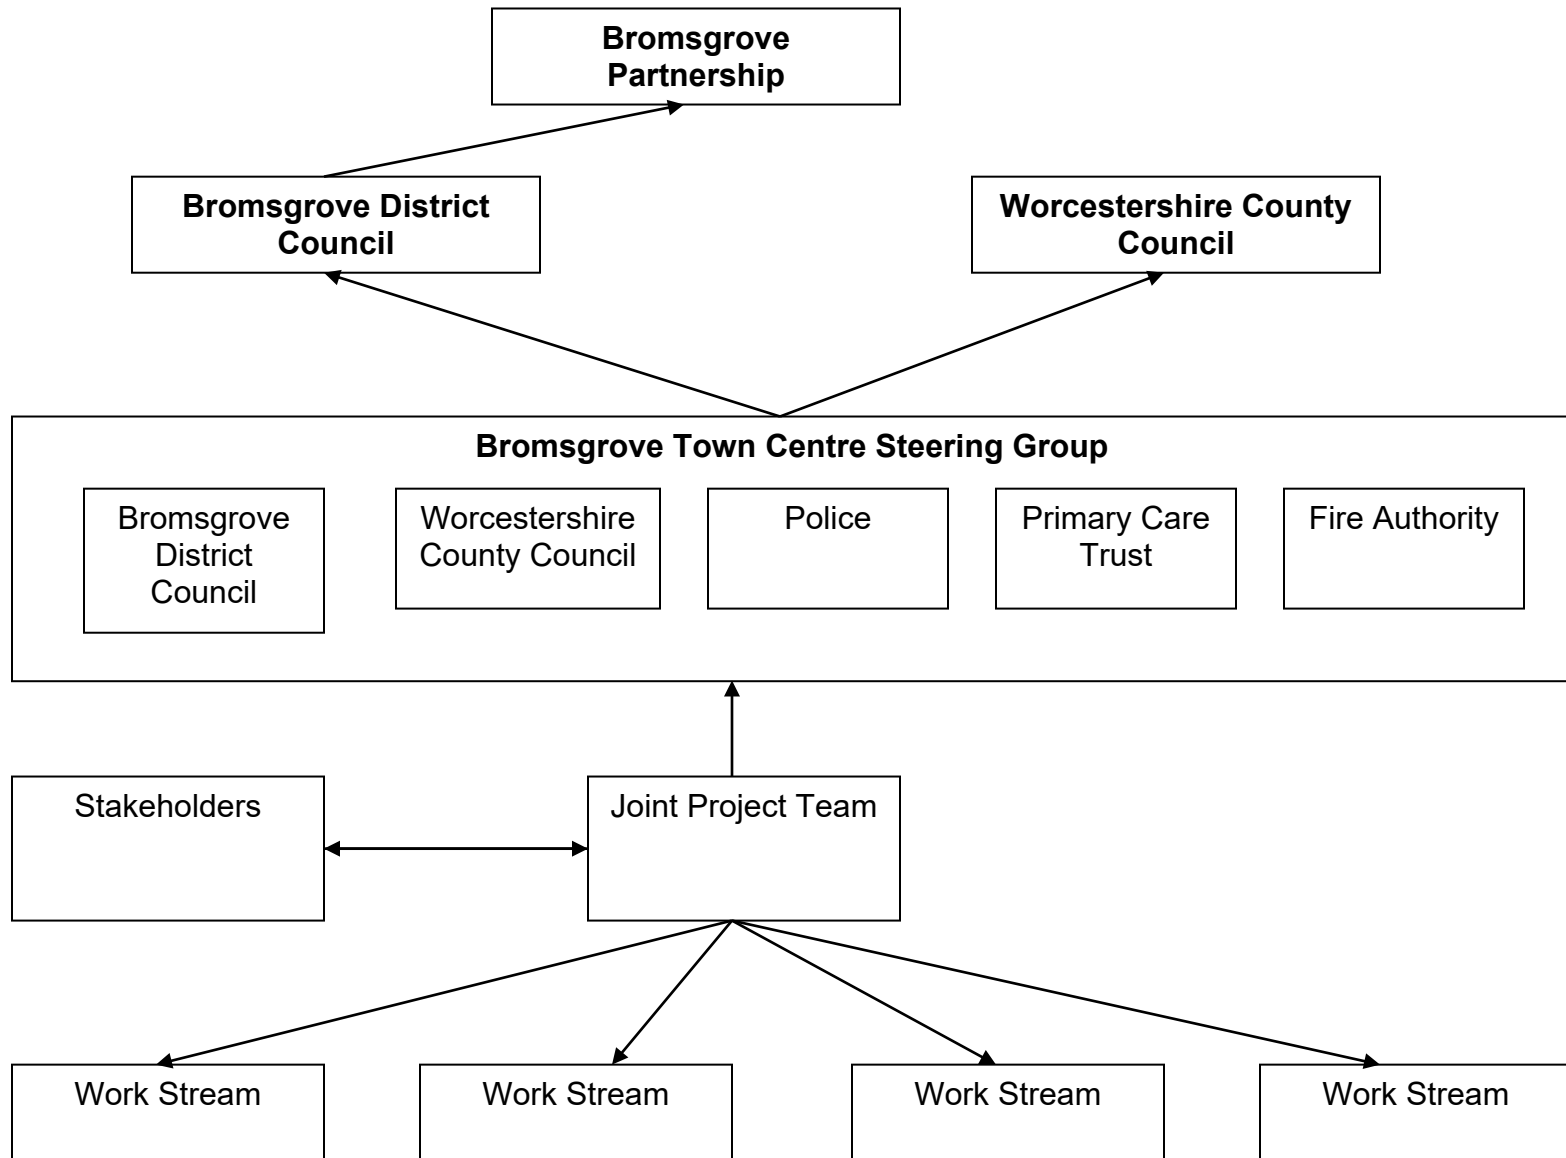 Bromsgrove
Partnership
Bromsgrove District
Council
Worcestershire County
Council
Bromsgrove Town Centre Steering Group
Bromsgrove
District
Council
Worcestershire
County Council
Police
Primary Care
Trust
Fire Authority
Stakeholders
Joint Project Team
Work Stream
Work Stream
Work Stream
Work Stream